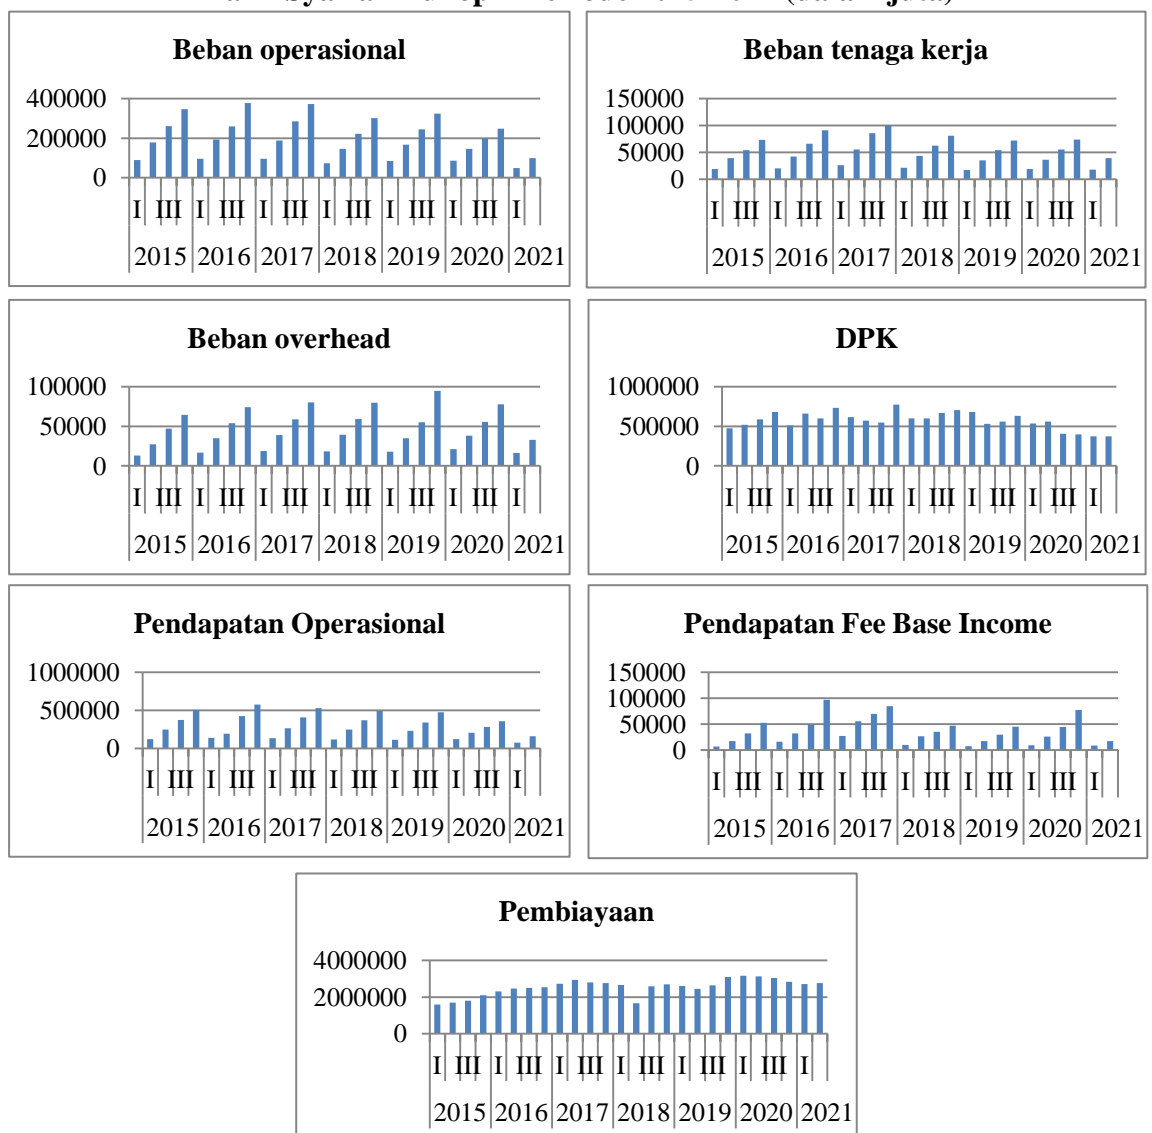 Syariah Bukopin Periode (dalam juta)
Beban operasional
400000
200000
0
I III I III I III I III I III I III I
2015 2016 2017 2018 2019 2020 2021
Beban tenaga kerja
150000
100000
50000
0
I III I III I III I III I III I III I
2015 2016 2017 2018 2019 2020 2021
Beban overhead
100000
50000
0
I III I III I III I III I III I III I
2015 2016 2017 2018 2019 2020 2021
DPK
1000000
500000
0
I III I III I III I III I III I III I
2015 2016 2017 2018 2019 2020 2021
Pendapatan Operasional
1000000
500000
0
I III I III I III I III I III I III I
2015 2016 2017 2018 2019 2020 2021
Pendapatan Fee Base Income
150000
100000
50000
0
I III I III I III I III I III I III I
2015 2016 2017 2018 2019 2020 2021
Pembiayaan
4000000
2000000
0
I III I III I III I III I III I III I
2015 2016 2017 2018 2019 2020 2021